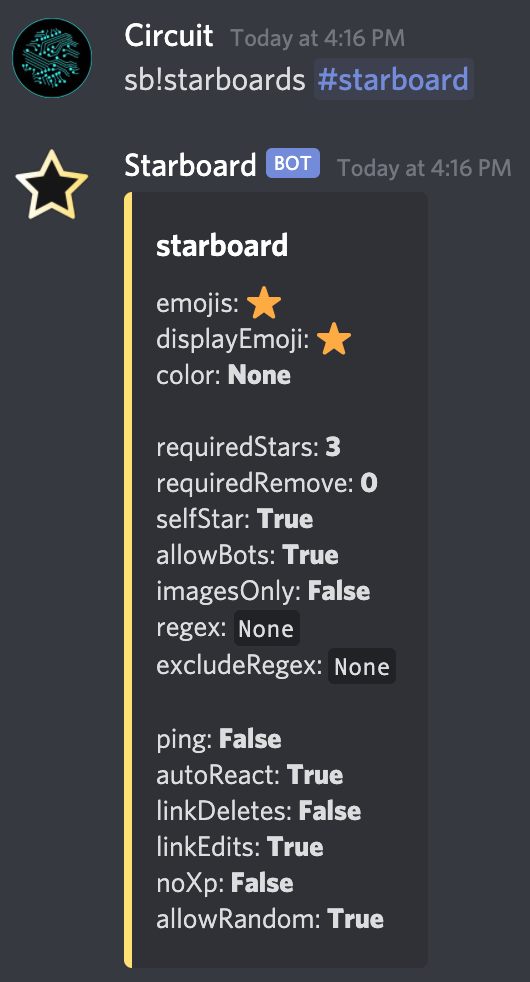 Circuit Today at 4:16 PM
sb!starboards #starboard
Starboard BOT Today at 4:16 PM
starboard
emojis: ⭐
displayEmoji: ⭐
color: None
requiredStars: 3
requiredRemove: 0
selfStar: True
allowBots: True
imagesOnly: False
regex: None
excludeRegex: None
ping: False
autoReact: True
linkDeletes: False
linkEdits: True
noXp: False
allowRandom: True